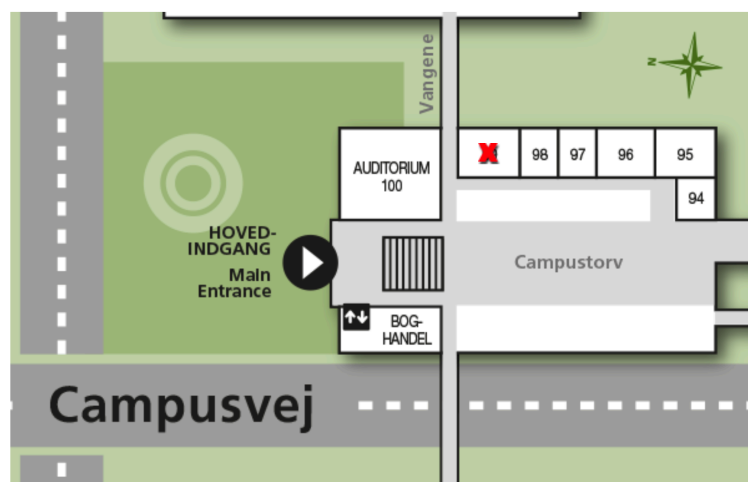 Vangene
N
AUDITORIUM
100
98
97
96
95
94
HOVED-
INDGANG
Main
Entrance
Campustorv
BOG-
HANDEL
Campusvej